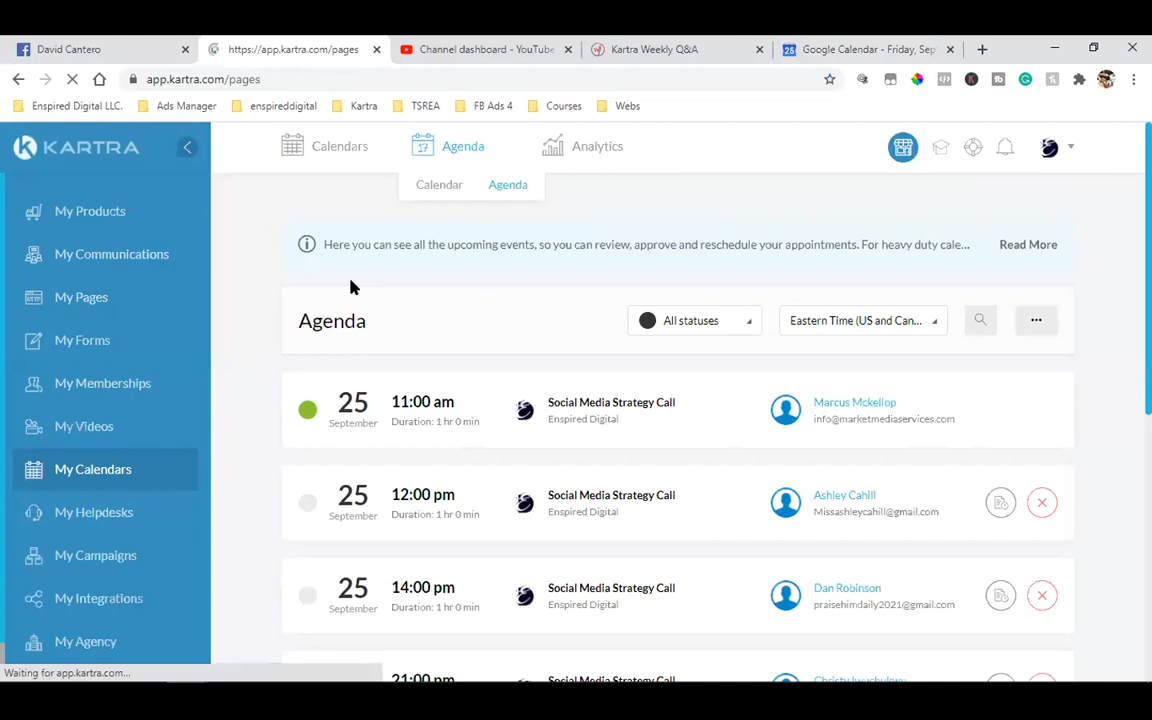 David Cantero
https://app.kartra.com/pages
Channel dashboard - YouTube
Kartra Weekly Q&A
Google Calendar - Friday, Sep
app.kartra.com/pages
Enspired Digital LLC.
Ads Manager
enspireddigital
Kartra
TSREA
FB Ads 4
Courses
Webs
KARTRA
Calendars
17
Agenda
Analytics
Calendar
Agenda
My Products
My Communications
My Pages
My Forms
My Memberships
My Videos
My Calendars
My Helpdesks
My Campaigns
My Integrations
My Agency
Here you can see all the upcoming events, so you can review, approve and reschedule your appointments. For heavy duty cale...
Read More
Agenda
All statuses
Eastern Time (US and Can...
25 11:00 am Social Media Strategy Call Marcus Mckellop
September Duration: 1 hr 0 min Enspired Digital info@marketmediaservices.com
25 12:00 pm Social Media Strategy Call Ashley Cahill
September Duration: 1 hr 0 min Enspired Digital Missashleycahill@gmail.com
25 14:00 pm Social Media Strategy Call Dan Robinson
September Duration: 1 hr 0 min Enspired Digital praisehimdaily2021@gmail.com
21:00 pm Social Media Strategy Call
Waiting for app.kartra.com...